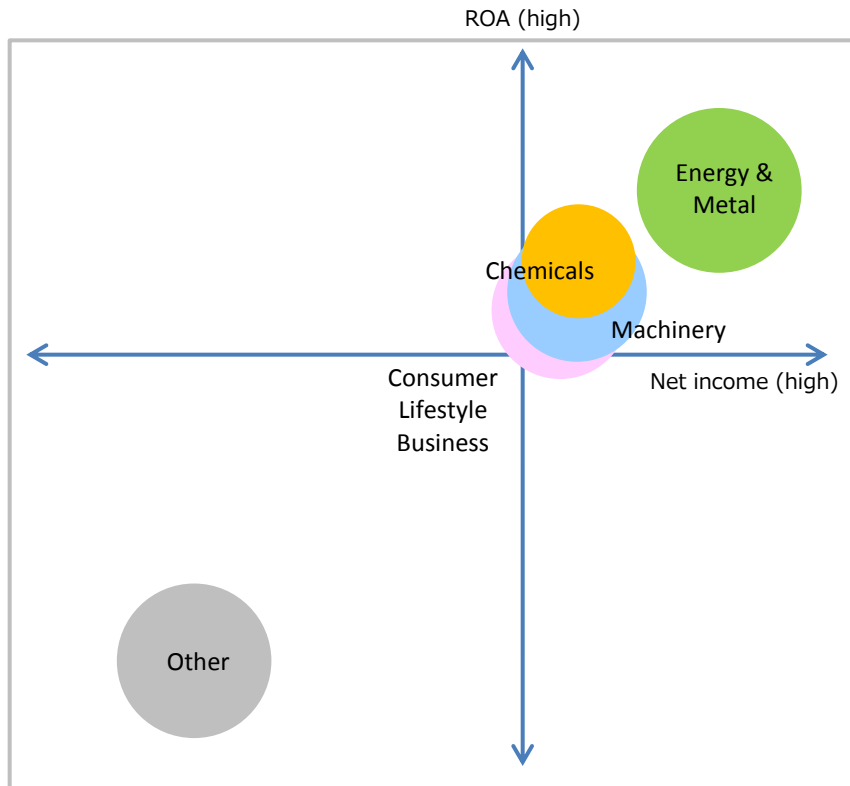 ROA (high)
Energy &
Metal
Chemicals
Machinery
Consumer
Lifestyle
Business
Net income (high)
Other